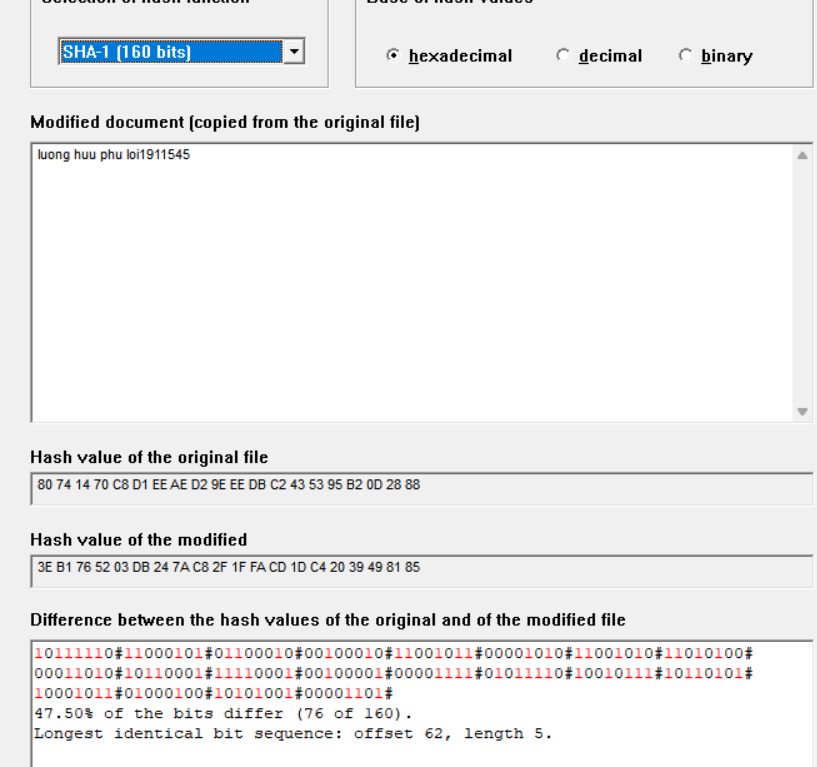 Selection of hash function Base of hash values
SHA-1 (160 bits) hexadecimal decimal binary
Modified document (copied from the original file)
luong huu phu loi1911545
Hash value of the original file
80 74 14 70 C8 D1 EE AE D2 9E EE DB C2 43 53 95 B2 0D 28 88
Hash value of the modified
3E B1 76 52 03 DB 24 7A C8 2F 1F FA CD 1D C4 20 39 49 81 85
Difference between the hash values of the original and of the modified file
10111110#11000101#01100010#00100010#11001011#00001010#11001010#11010100#
00011010#10110001#11110001#00100001#00001111#01011110#10010111#10110101#
10001011#01000100#10101001#00001101#
47.50% of the bits differ (76 of 160).
Longest identical bit sequence: offset 62, length 5.